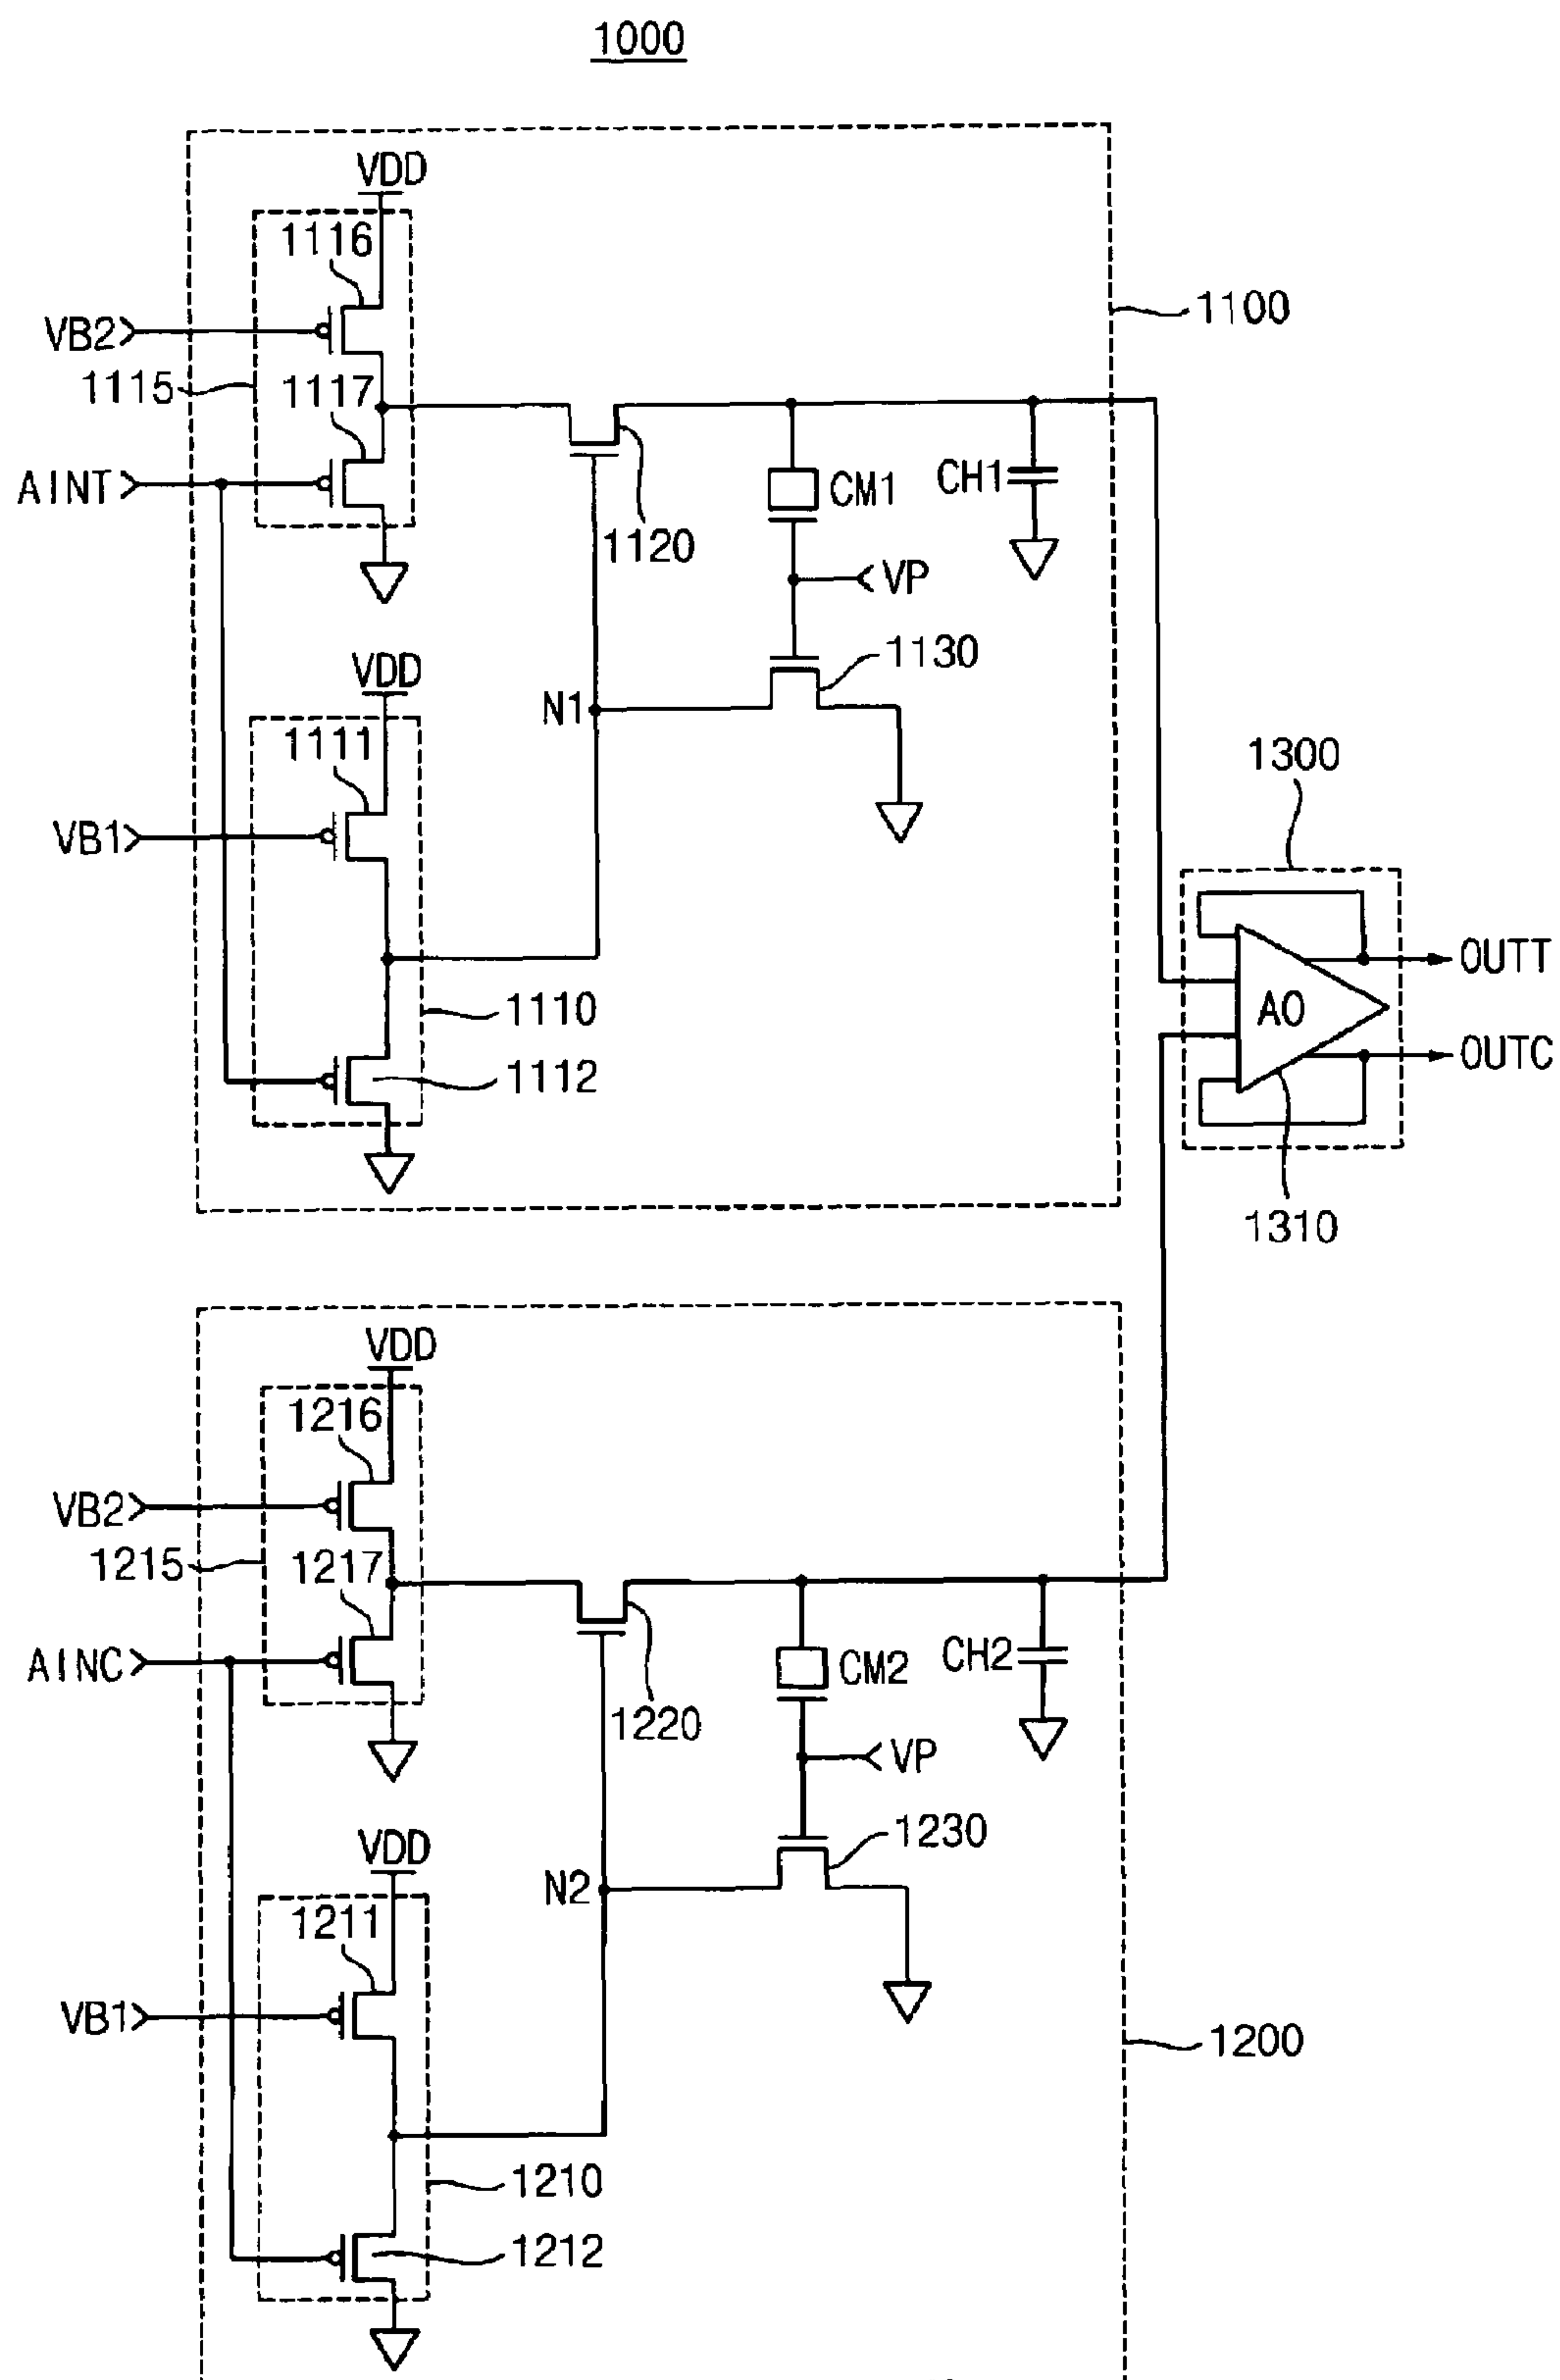 1000
VDD
1116
VB2
1100
1115
1117
AINT
CM1
CH1
1120
VP
1130
VDD
N1
1111
1300
VB1
OUTT
1110
AO
OUTC
1112
1310
VDD
1216
VB2
1215
1217
AINC
CM2
CH2
1220
VP
1230
VDD
N2
1211
VB1
1200
1210
1212